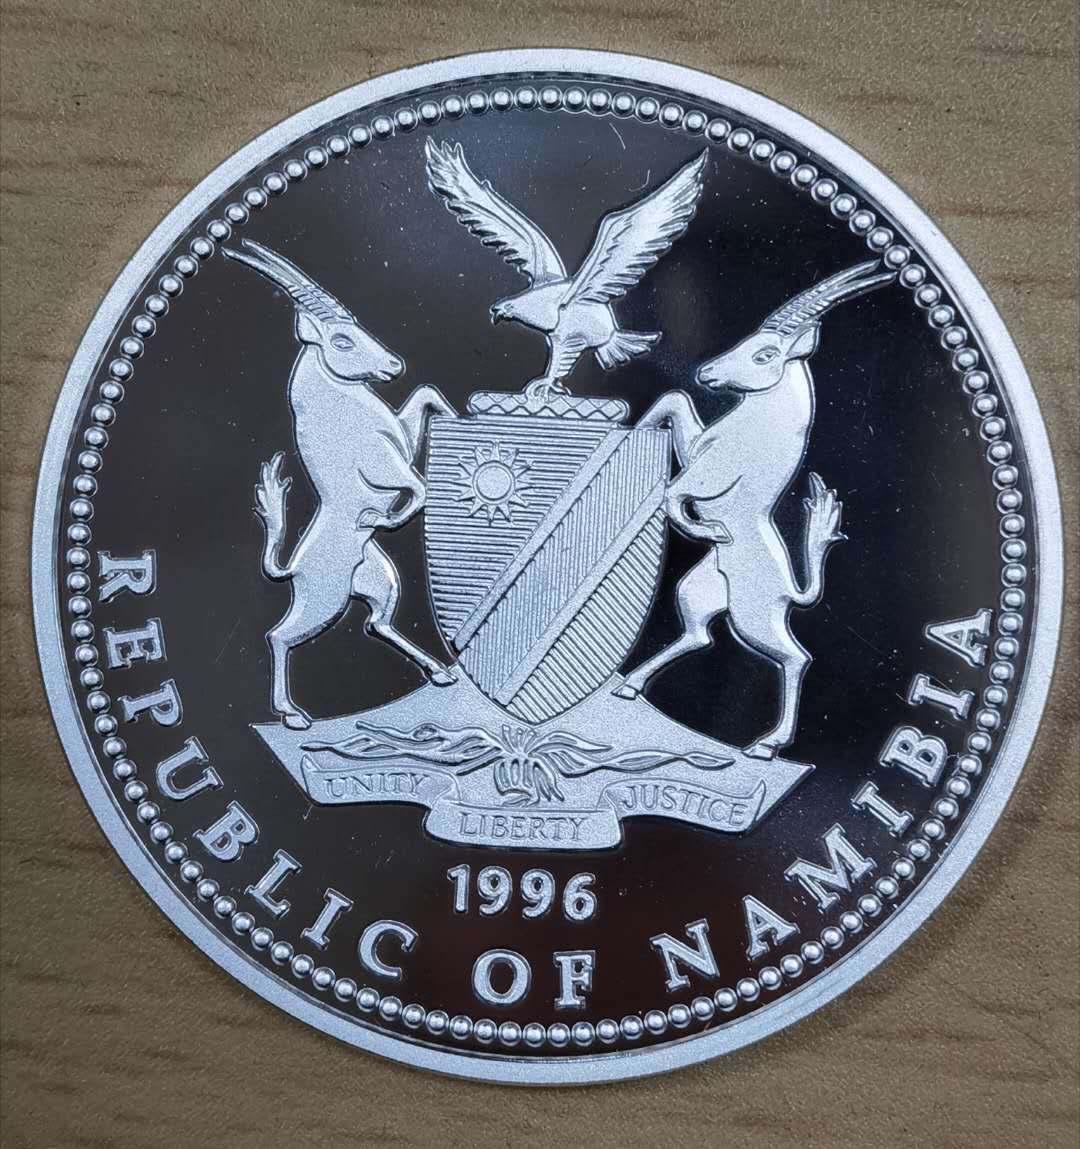 UNITY LIBERTY JUSTICE
1996
REPUBLIC OF NAMIBIA